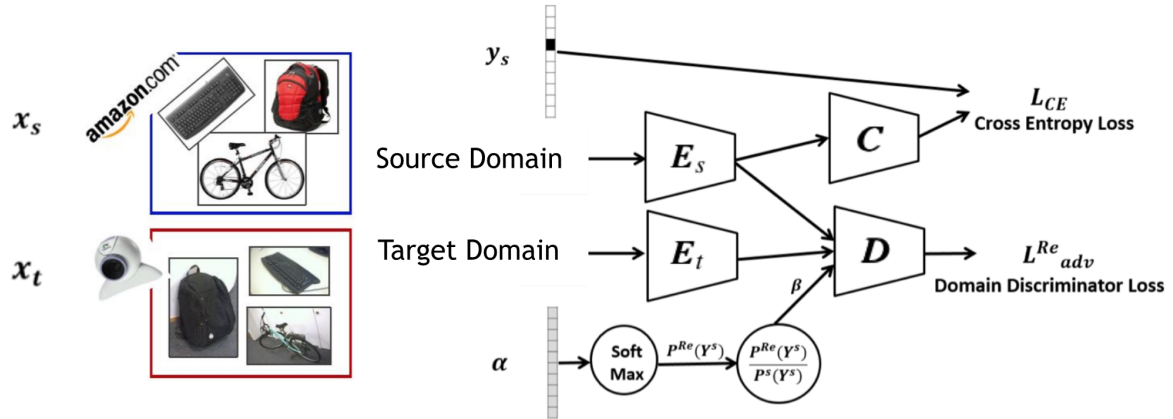 x_s
amazon.com
Source Domain
x_t
Target Domain
y_s
E_s
C
L_CE
Cross Entropy Loss
E_t
D
L^Re_adv
Domain Discriminator Loss
β
α
Soft
Max
P^Re(Y^s)
P^Re(Y^s)
P^s(Y^s)